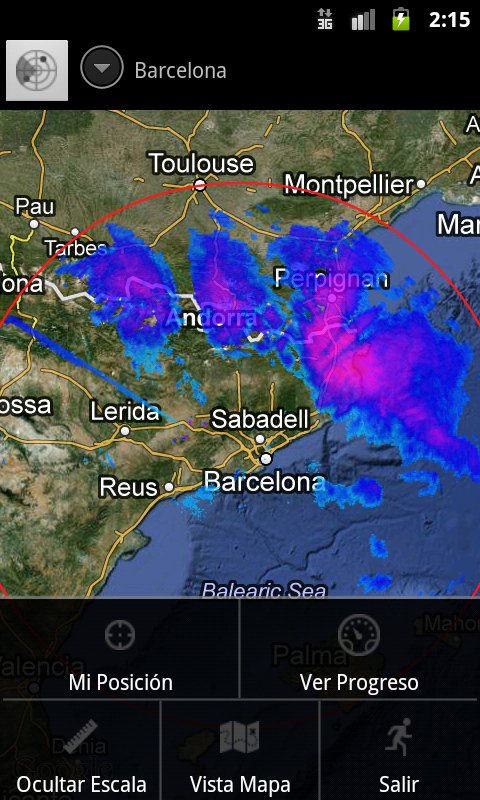 3G 2:15
Barcelona
Toulouse
Montpellier
Pau
Mar
Tarbes
ona
Perpignan
Andorra
ossa
Lerida
Sabadell
Barcelona
Reus
Balearic Sea
Mahon
Palma
Valencia
Mi Posición
Ver Progreso
Denia
Ocultar Escala
Vista Mapa
Salir